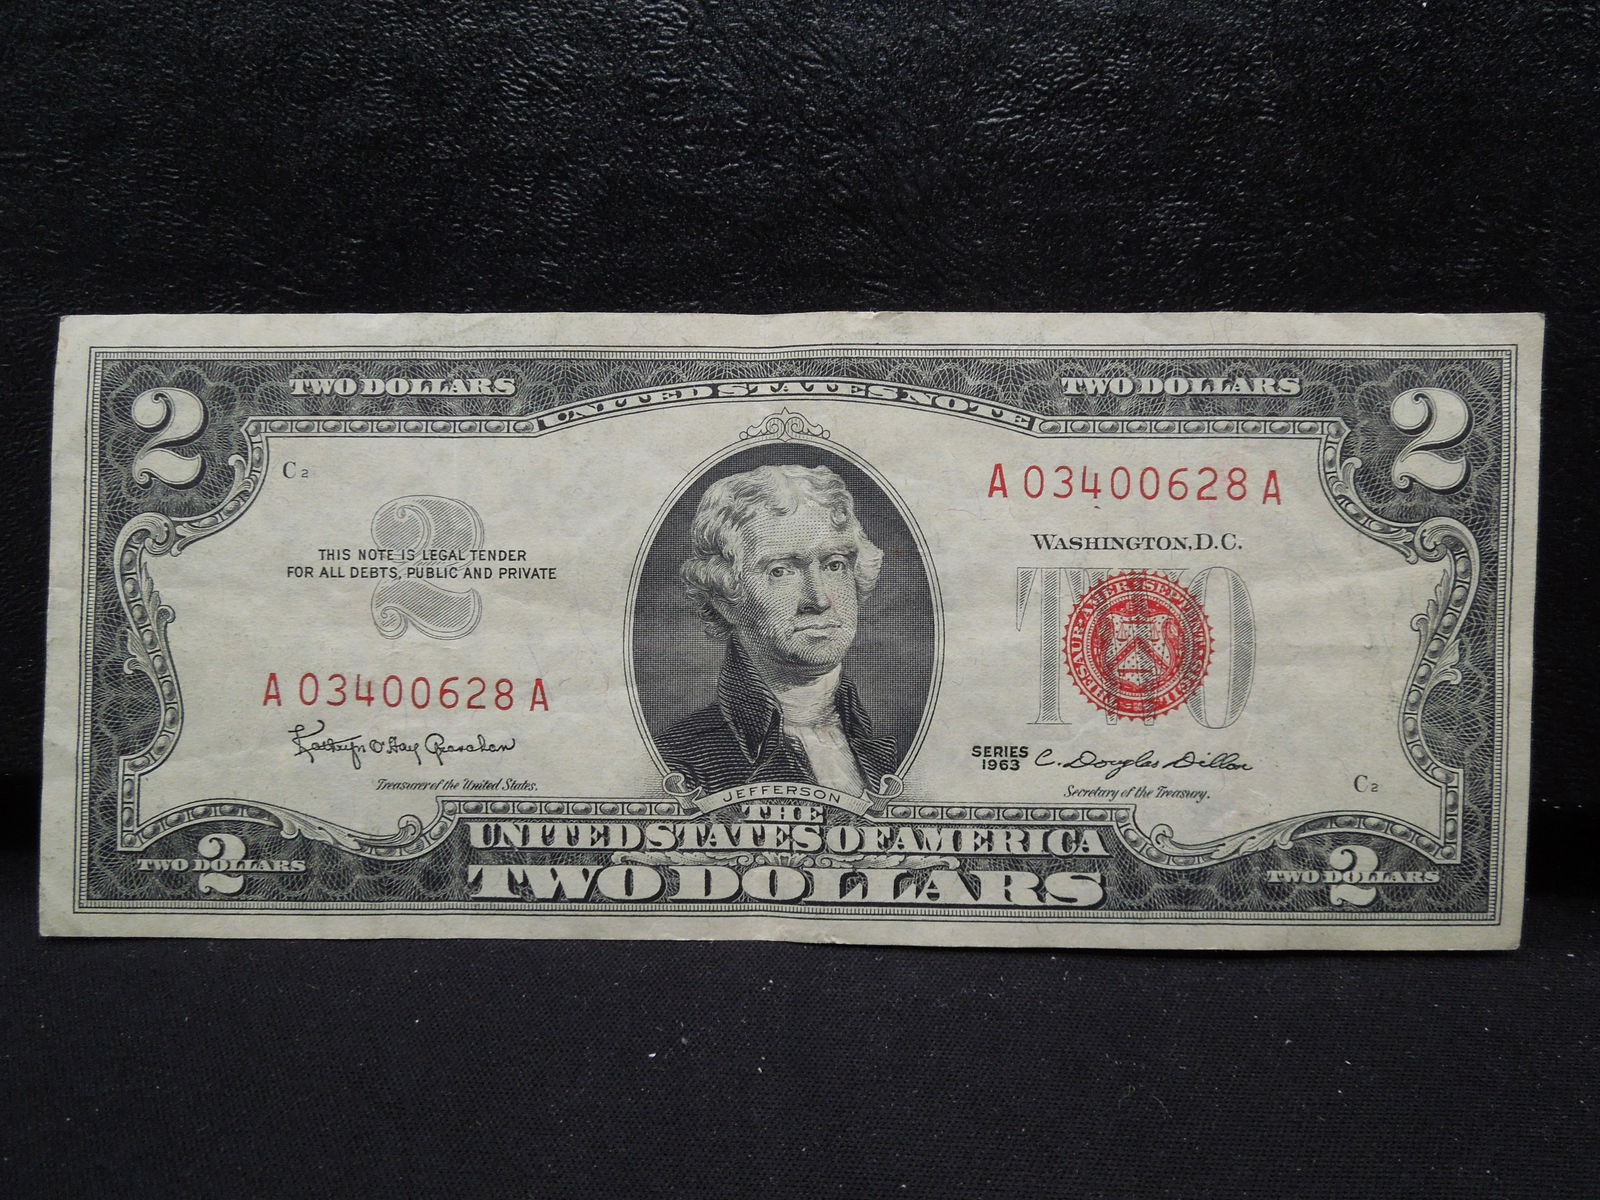 2 TWO DOLLARS UNITED STATES NOTE TWO DOLLARS 2
C2
A 03400628 A
2
THIS NOTE IS LEGAL TENDER
FOR ALL DEBTS, PUBLIC AND PRIVATE
WASHINGTON, D.C.
TWO
A 03400628 A
Kathryn O'Hay Granahan
Treasurer of the United States.
SERIES
1963
C. Douglas Dillon
Secretary of the Treasury.
C2
JEFFERSON
THE
UNITED STATES OF AMERICA
TWO DOLLARS
TWO 2 DOLLARS
TWO 2 DOLLARS